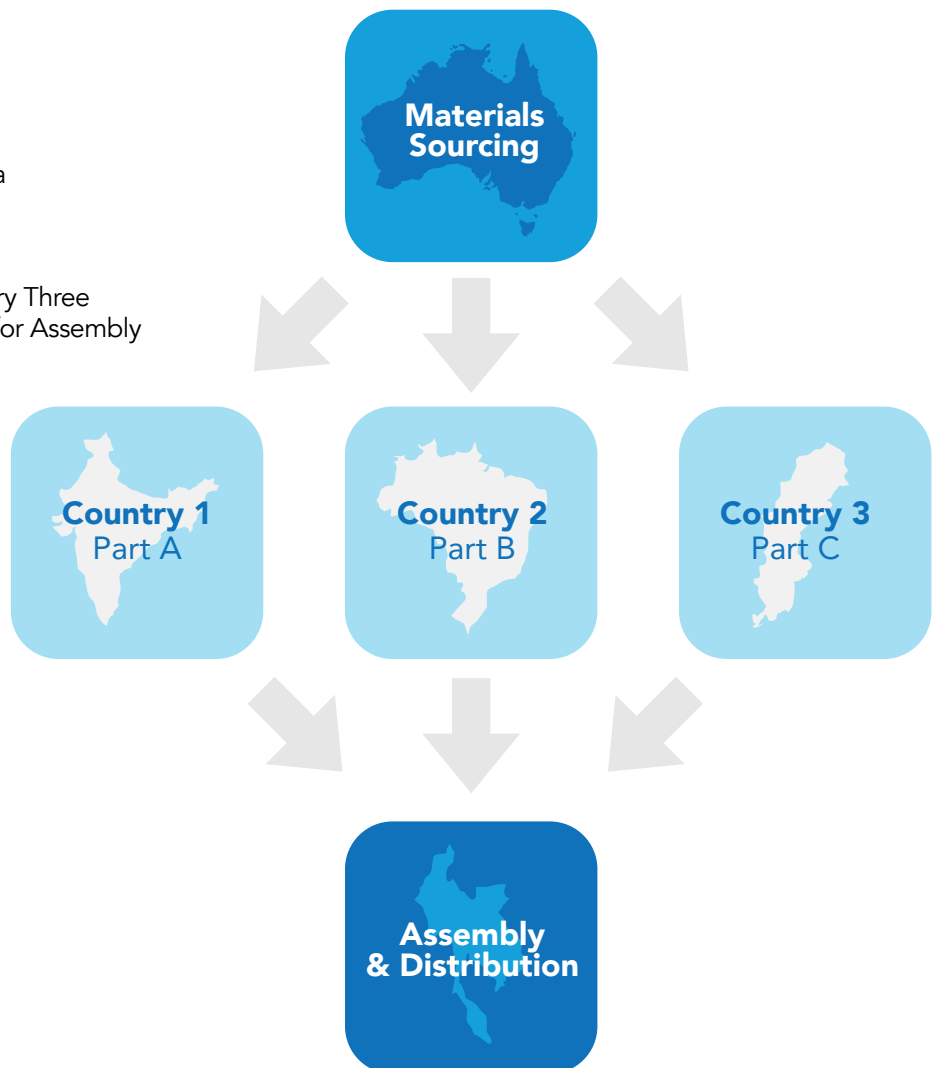 Materials
Sourcing
a
ry Three
or Assembly
Country 1
Part A
Country 2
Part B
Country 3
Part C
Assembly
& Distribution